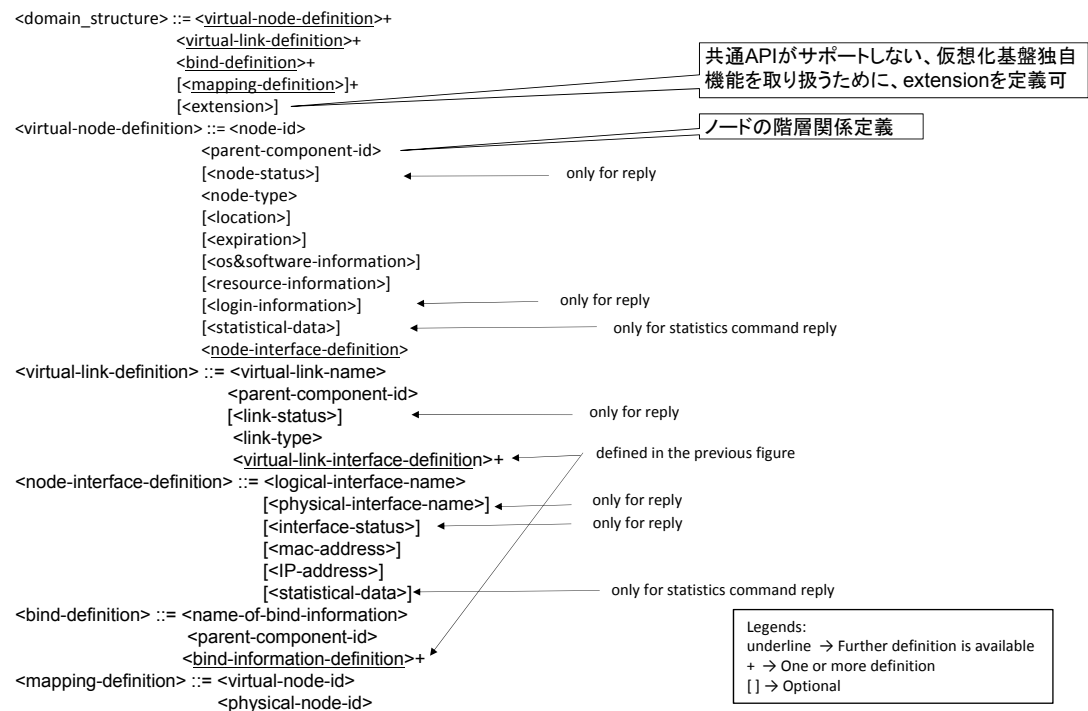 <domain_structure> ::= <virtual-node-definition>+
<virtual-link-definition>+
<bind-definition>+
[<mapping-definition>]+
[<extension>]
共通APIがサポートしない、仮想化基盤独自
機能を取り扱うために、extensionを定義可
<virtual-node-definition> ::= <node-id>
ノードの階層関係定義
<parent-component-id>
[<node-status>]
only for reply
<node-type>
[<location>]
[<expiration>]
[<os&software-information>]
[<resource-information>]
[<login-information>]
only for reply
[<statistical-data>]
only for statistics command reply
<node-interface-definition>
<virtual-link-definition> ::= <virtual-link-name>
<parent-component-id>
[<link-status>]
only for reply
<link-type>
<virtual-link-interface-definition>+
defined in the previous figure
<node-interface-definition> ::= <logical-interface-name>
[<physical-interface-name>]
only for reply
[<interface-status>]
only for reply
[<mac-address>]
[<IP-address>]
[<statistical-data>]
only for statistics command reply
<bind-definition> ::= <name-of-bind-information>
<parent-component-id>
<bind-information-definition>+
<mapping-definition> ::= <virtual-node-id>
<physical-node-id>
Legends:
underline → Further definition is available
+ → One or more definition
[ ] → Optional